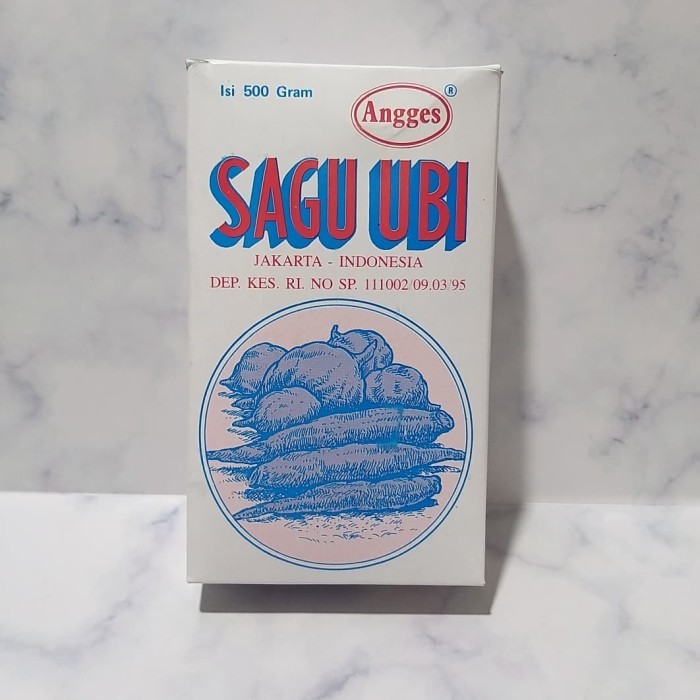 Isi 500 Gram
Angges ®
SAGU UBI
JAKARTA - INDONESIA
DEP. KES. RI. NO SP. 111002/09.03/95